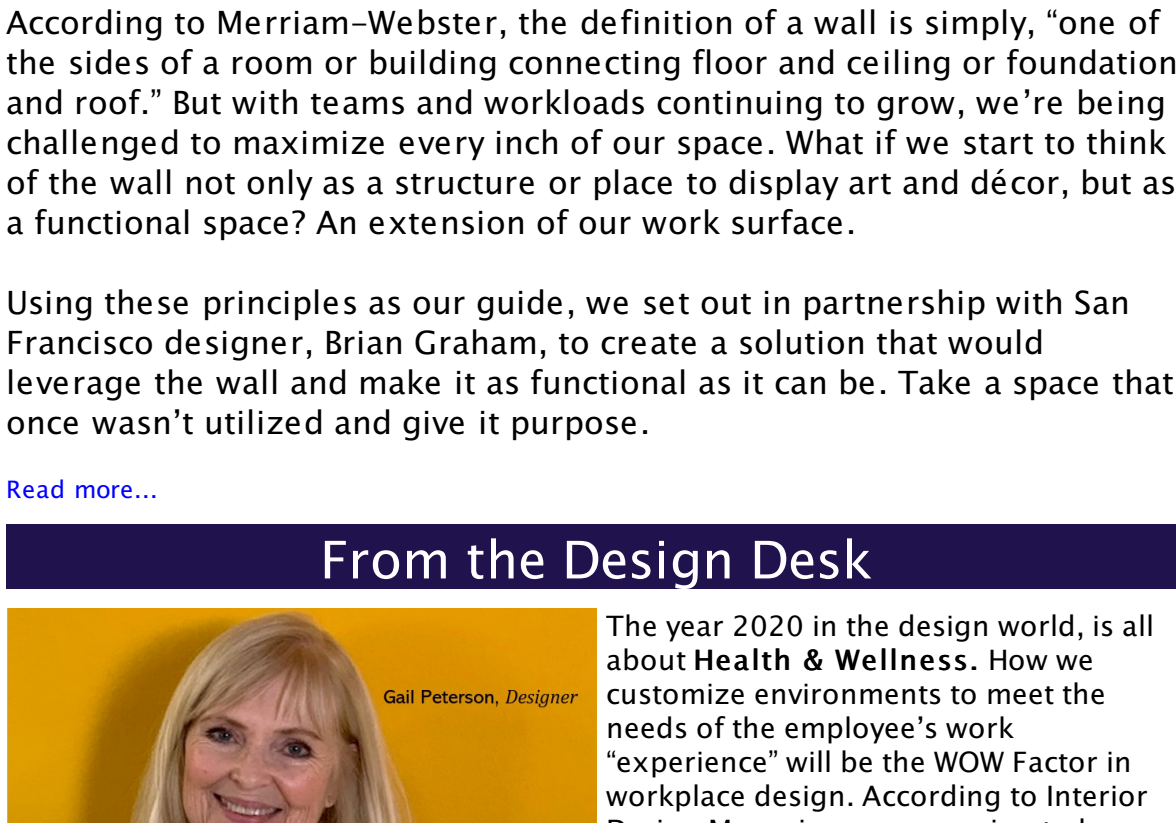 According to Merriam-Webster, the definition of a wall is simply, “one of
the sides of a room or building connecting floor and ceiling or foundation
and roof.” But with teams and workloads continuing to grow, we’re being
challenged to maximize every inch of our space. What if we start to think
of the wall not only as a structure or place to display art and décor, but as
a functional space? An extension of our work surface.
Using these principles as our guide, we set out in partnership with San
Francisco designer, Brian Graham, to create a solution that would
leverage the wall and make it as functional as it can be. Take a space that
once wasn’t utilized and give it purpose.
Read more...
From the Design Desk
Gail Peterson, Designer
The year 2020 in the design world, is all
about Health & Wellness. How we
customize environments to meet the
needs of the employee’s work
“experience” will be the WOW Factor in
workplace design. According to Interior